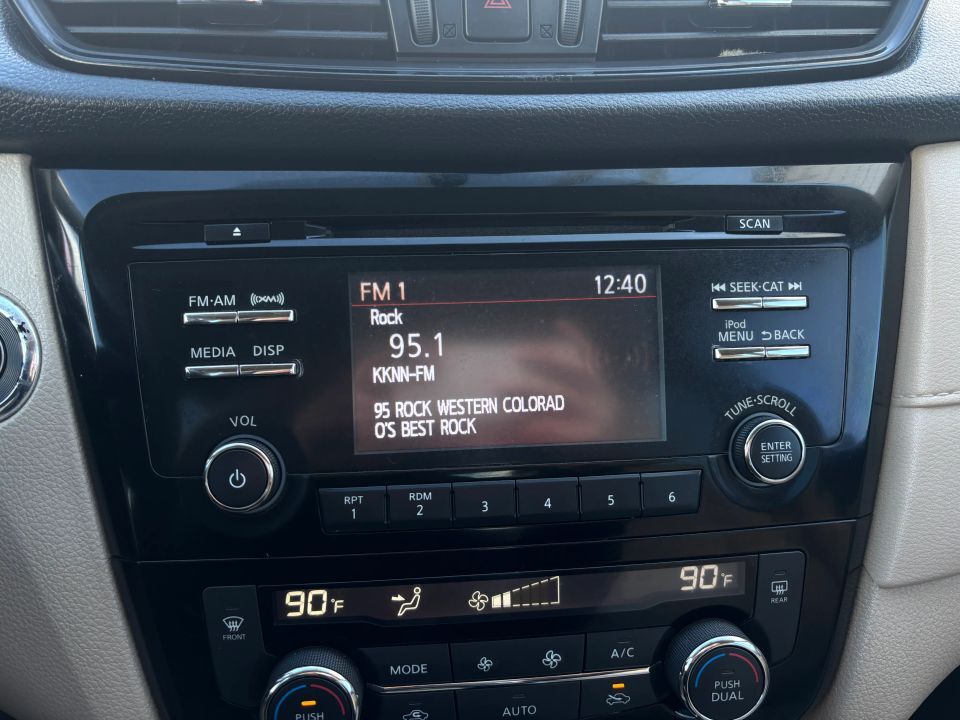 SCAN
FM·AM ((XM))
SEEK·CAT
MEDIA DISP
iPod
MENU BACK
VOL
TUNE·SCROLL
ENTER
SETTING
FM 1 12:40
Rock
95.1
KKNN-FM
95 ROCK WESTERN COLORAD
O'S BEST ROCK
RPT
1
RDM
2
3
4
5
6
90°F
90°F
FRONT
REAR
MODE
A/C
AUTO
PUSH
PUSH
DUAL